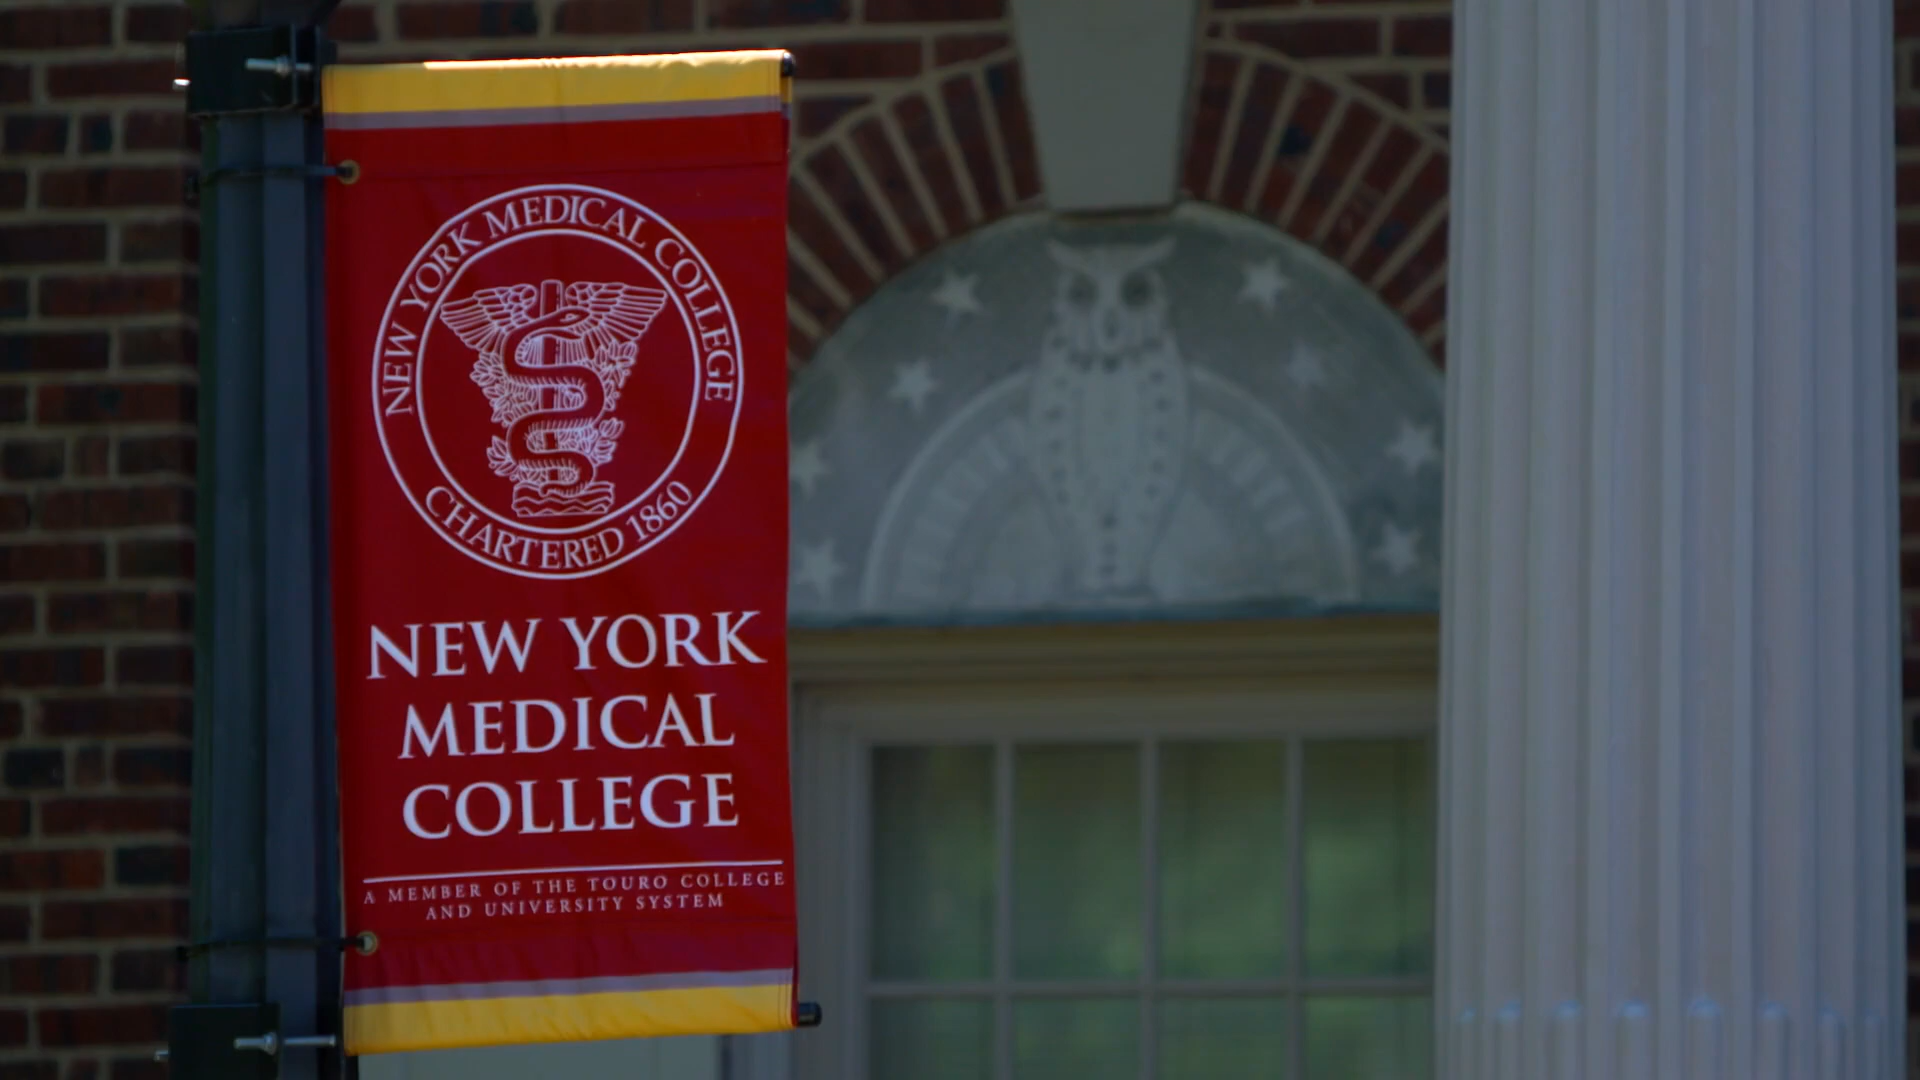 NEW YORK MEDICAL COLLEGE
CHARTERED 1860
NEW YORK
MEDICAL
COLLEGE
A MEMBER OF THE TOURO COLLEGE
AND UNIVERSITY SYSTEM